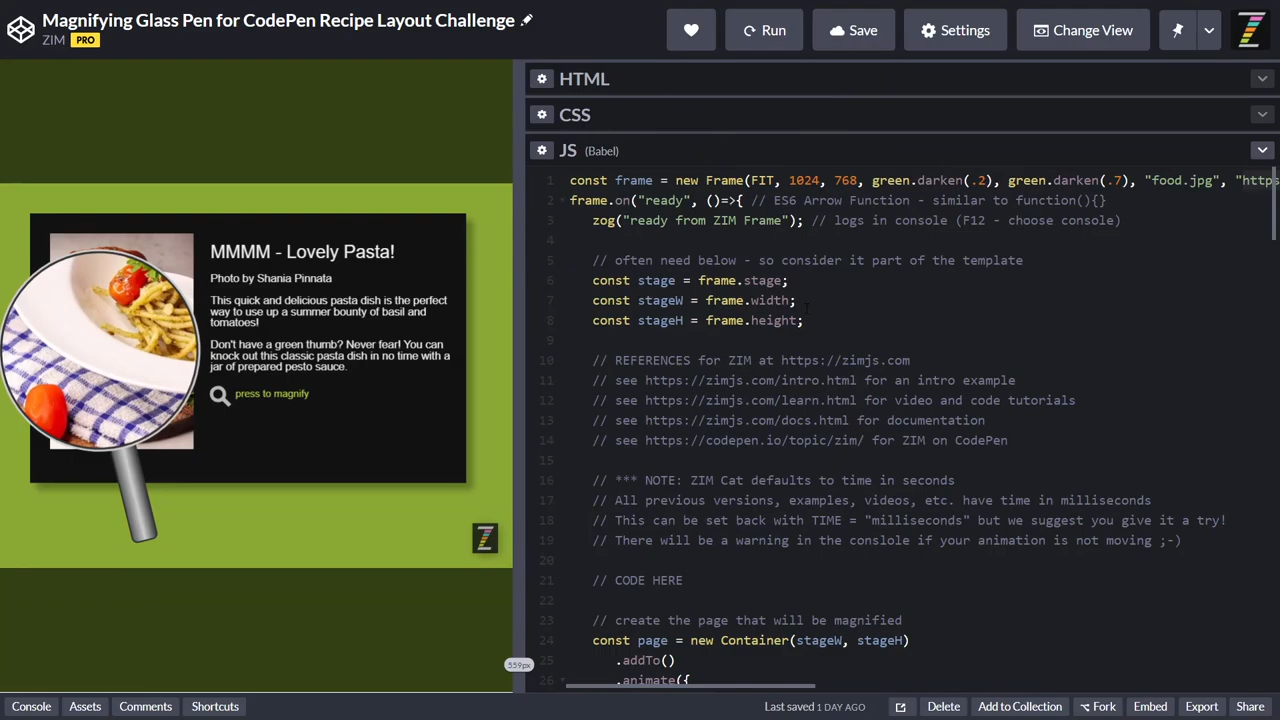 Magnifying Glass Pen for CodePen Recipe Layout Challenge
ZIM PRO
Run
Save
Settings
Change View
MMMM - Lovely Pasta!
Photo by Shania Pinnata
This quick and delicious pasta dish is the perfect
way to use up a summer bounty of basil and
tomatoes!
Don't have a green thumb? Never fear! You can
knock out this classic pasta dish in no time with a
jar of prepared pesto sauce.
press to magnify
559px
HTML
CSS
JS (Babel)
1 const frame = new Frame(FIT, 1024, 768, green.darken(.2), green.darken(.7), "food.jpg", "https
2 frame.on("ready", ()=>{ // ES6 Arrow Function - similar to function(){}
3 zog("ready from ZIM Frame"); // logs in console (F12 - choose console)
4
5 // often need below - so consider it part of the template
6 const stage = frame.stage;
7 const stageW = frame.width;
8 const stageH = frame.height;
9
10 // REFERENCES for ZIM at https://zimjs.com
11 // see https://zimjs.com/intro.html for an intro example
12 // see https://zimjs.com/learn.html for video and code tutorials
13 // see https://zimjs.com/docs.html for documentation
14 // see https://codepen.io/topic/zim/ for ZIM on CodePen
15
16 // *** NOTE: ZIM Cat defaults to time in seconds
17 // All previous versions, examples, videos, etc. have time in milliseconds
18 // This can be set back with TIME = "milliseconds" but we suggest you give it a try!
19 // There will be a warning in the conslole if your animation is not moving ;-)
20
21 // CODE HERE
22
23 // create the page that will be magnified
24 const page = new Container(stageW, stageH)
25 .addTo()
26 .animate({
Console
Assets
Comments
Shortcuts
Last saved 1 DAY AGO
Delete
Add to Collection
Fork
Embed
Export
Share